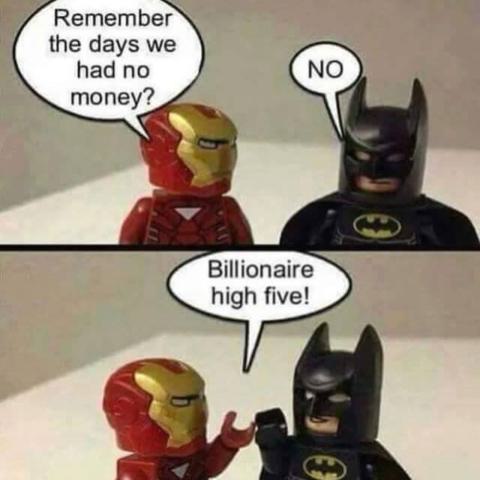 Remember
the days we
had no
money?
NO
Billionaire
high five!